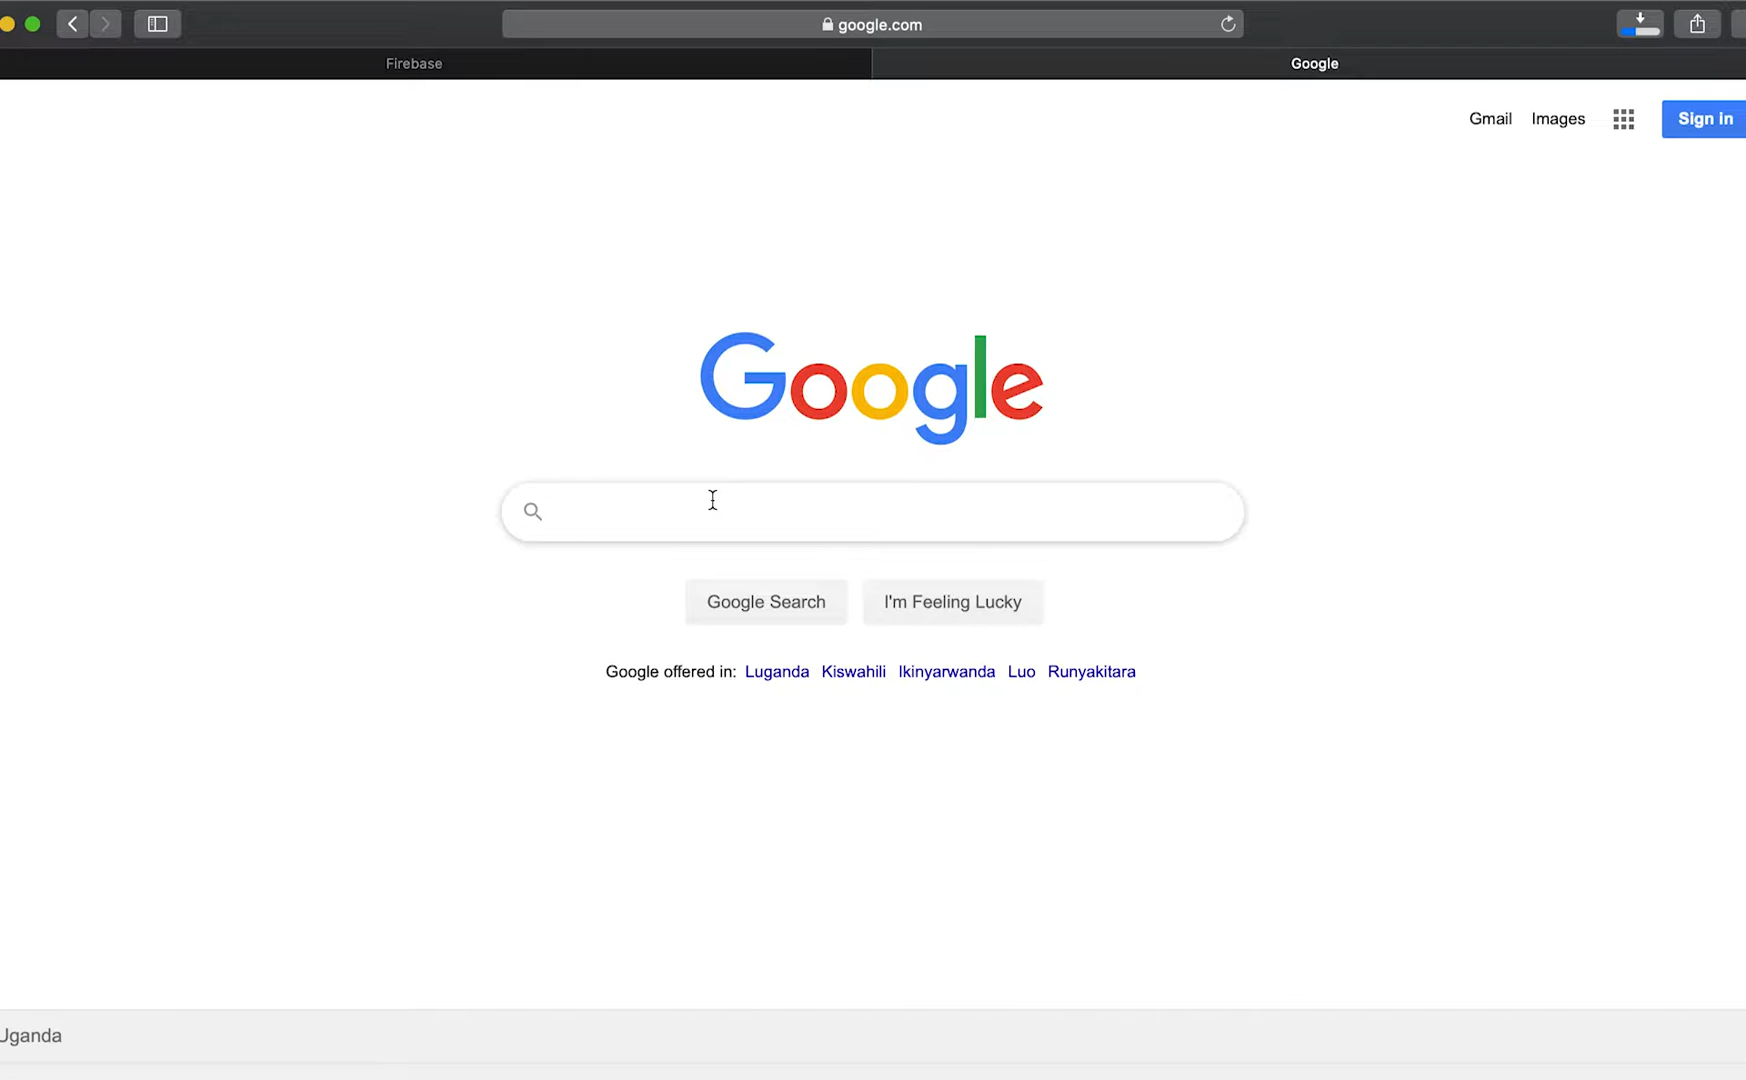 google.com
Firebase
Google
Gmail Images
Sign in
Google
Google Search
I'm Feeling Lucky
Google offered in: Luganda Kiswahili Ikinyarwanda Luo Runyakitara
Uganda